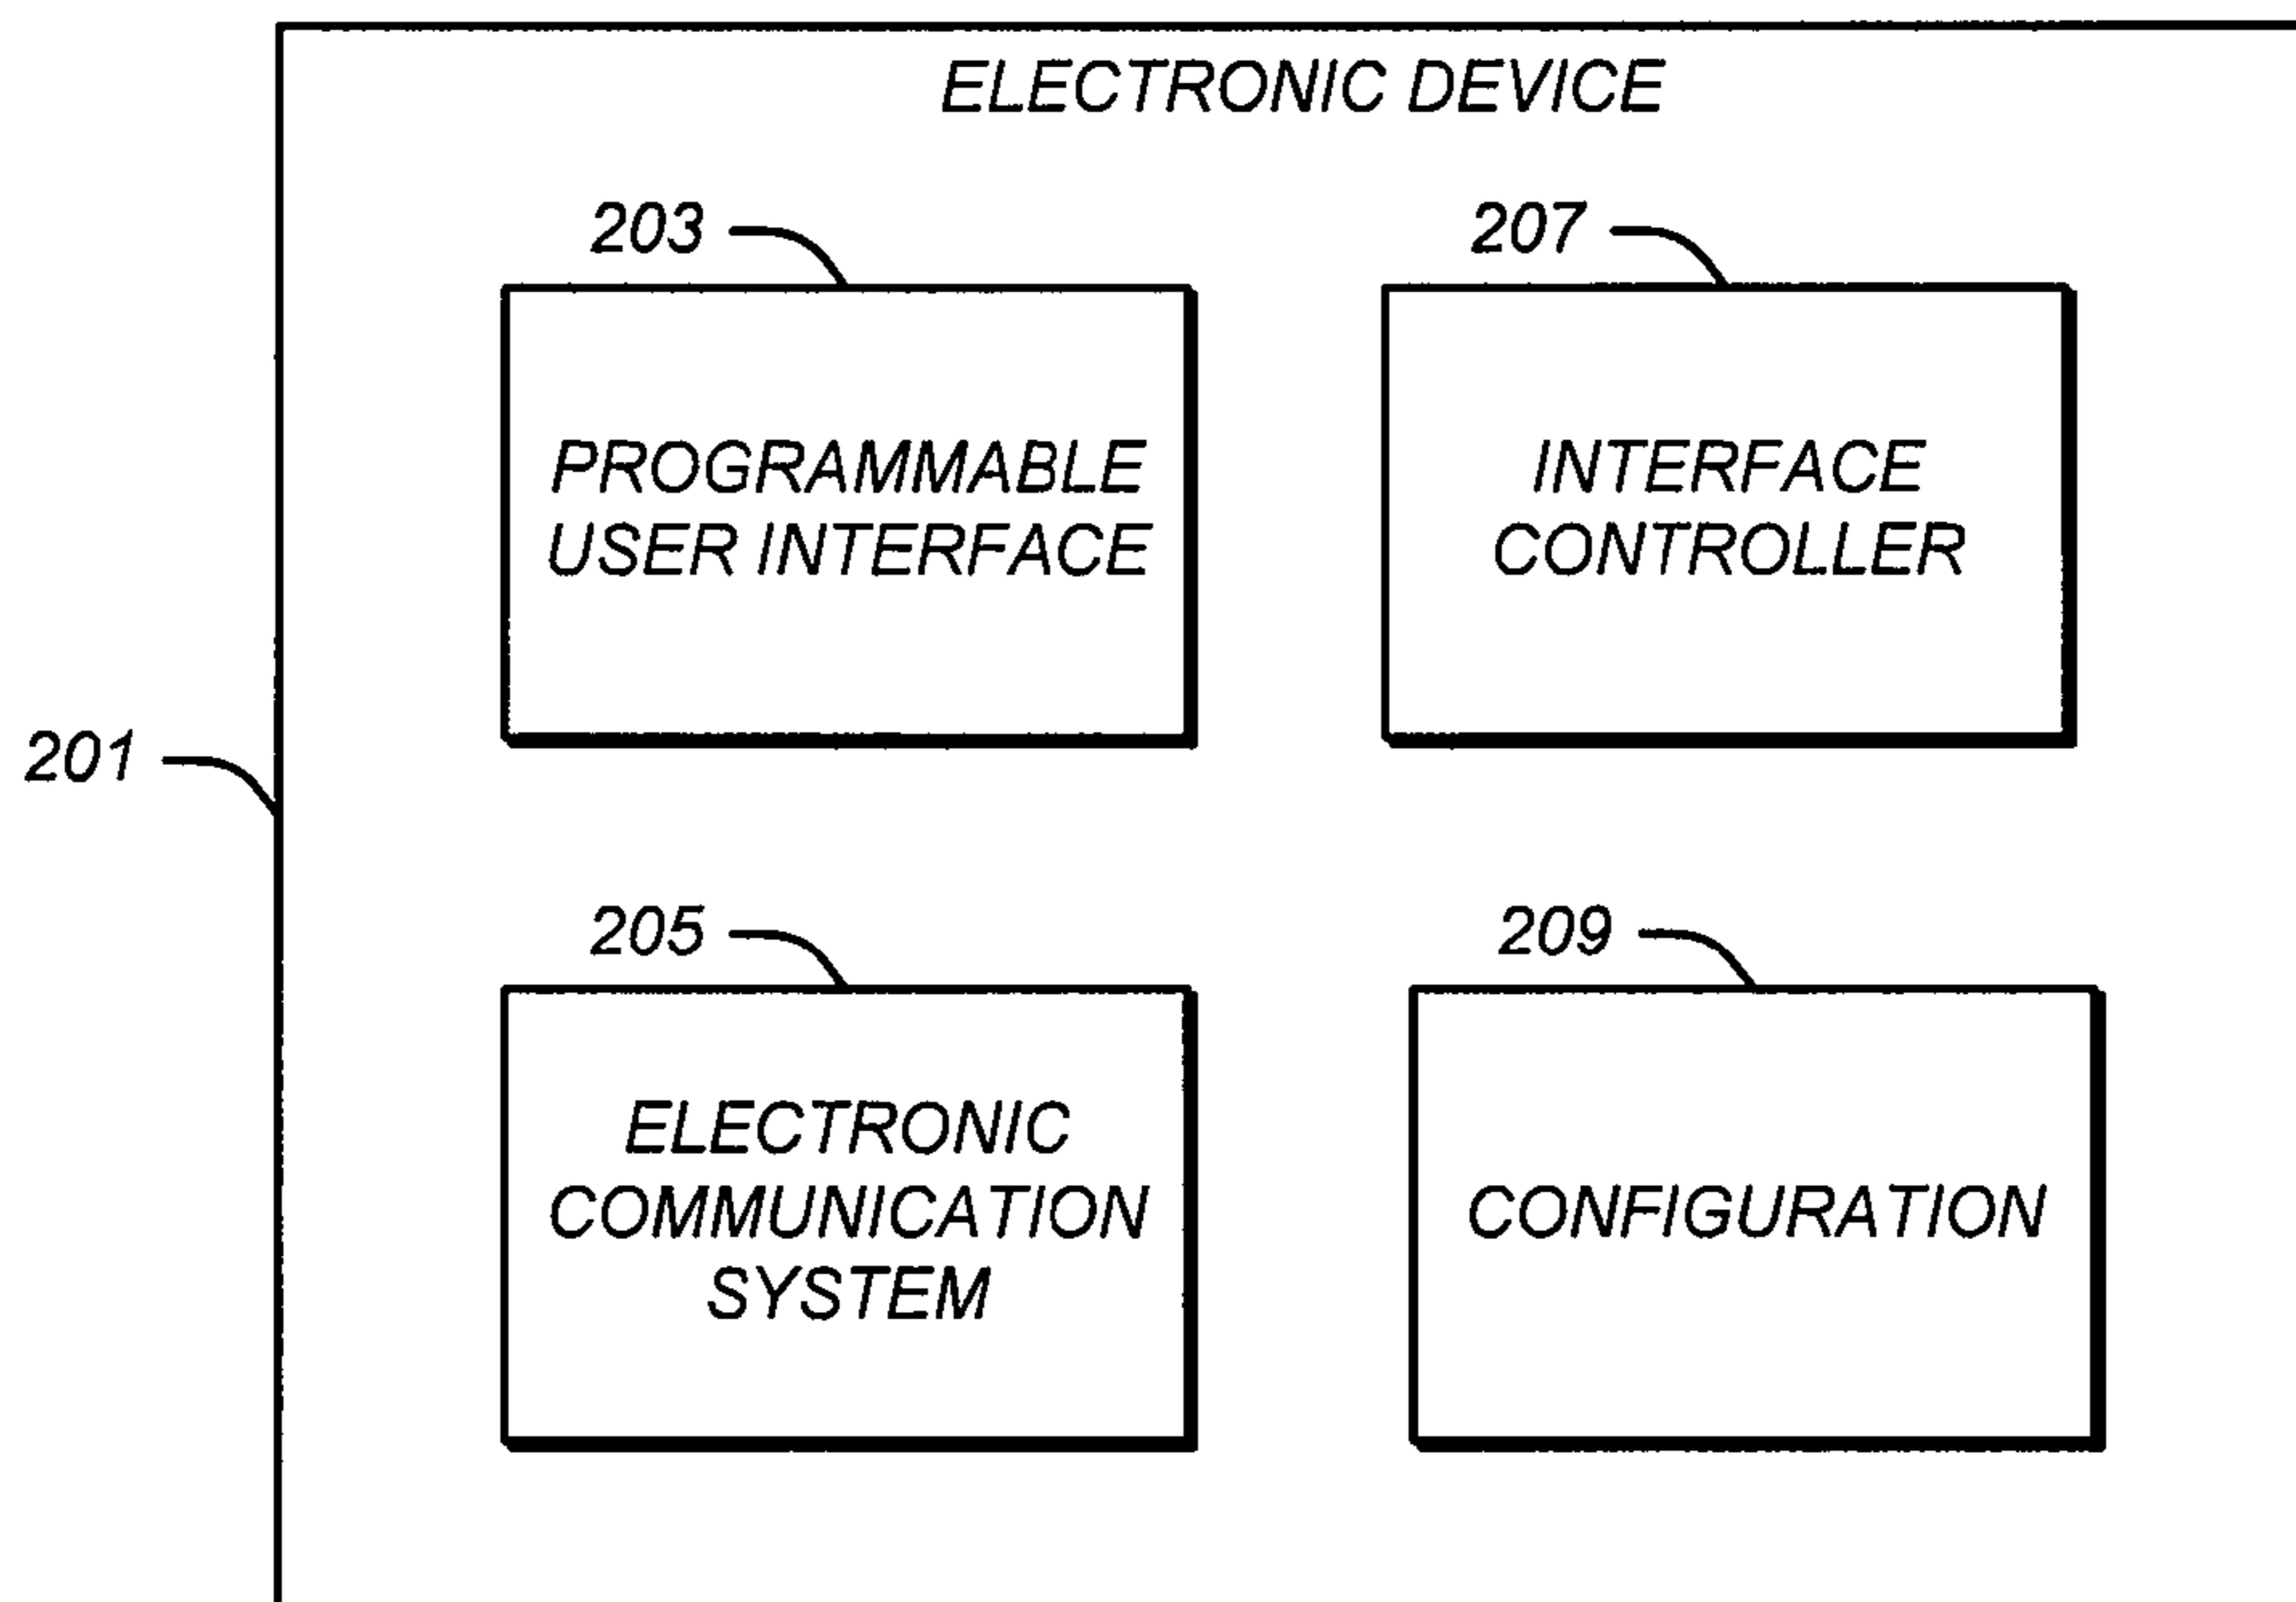 ELECTRONIC DEVICE
203
207
PROGRAMMABLE
USER INTERFACE
INTERFACE
CONTROLLER
201
205
209
ELECTRONIC
COMMUNICATION
SYSTEM
CONFIGURATION